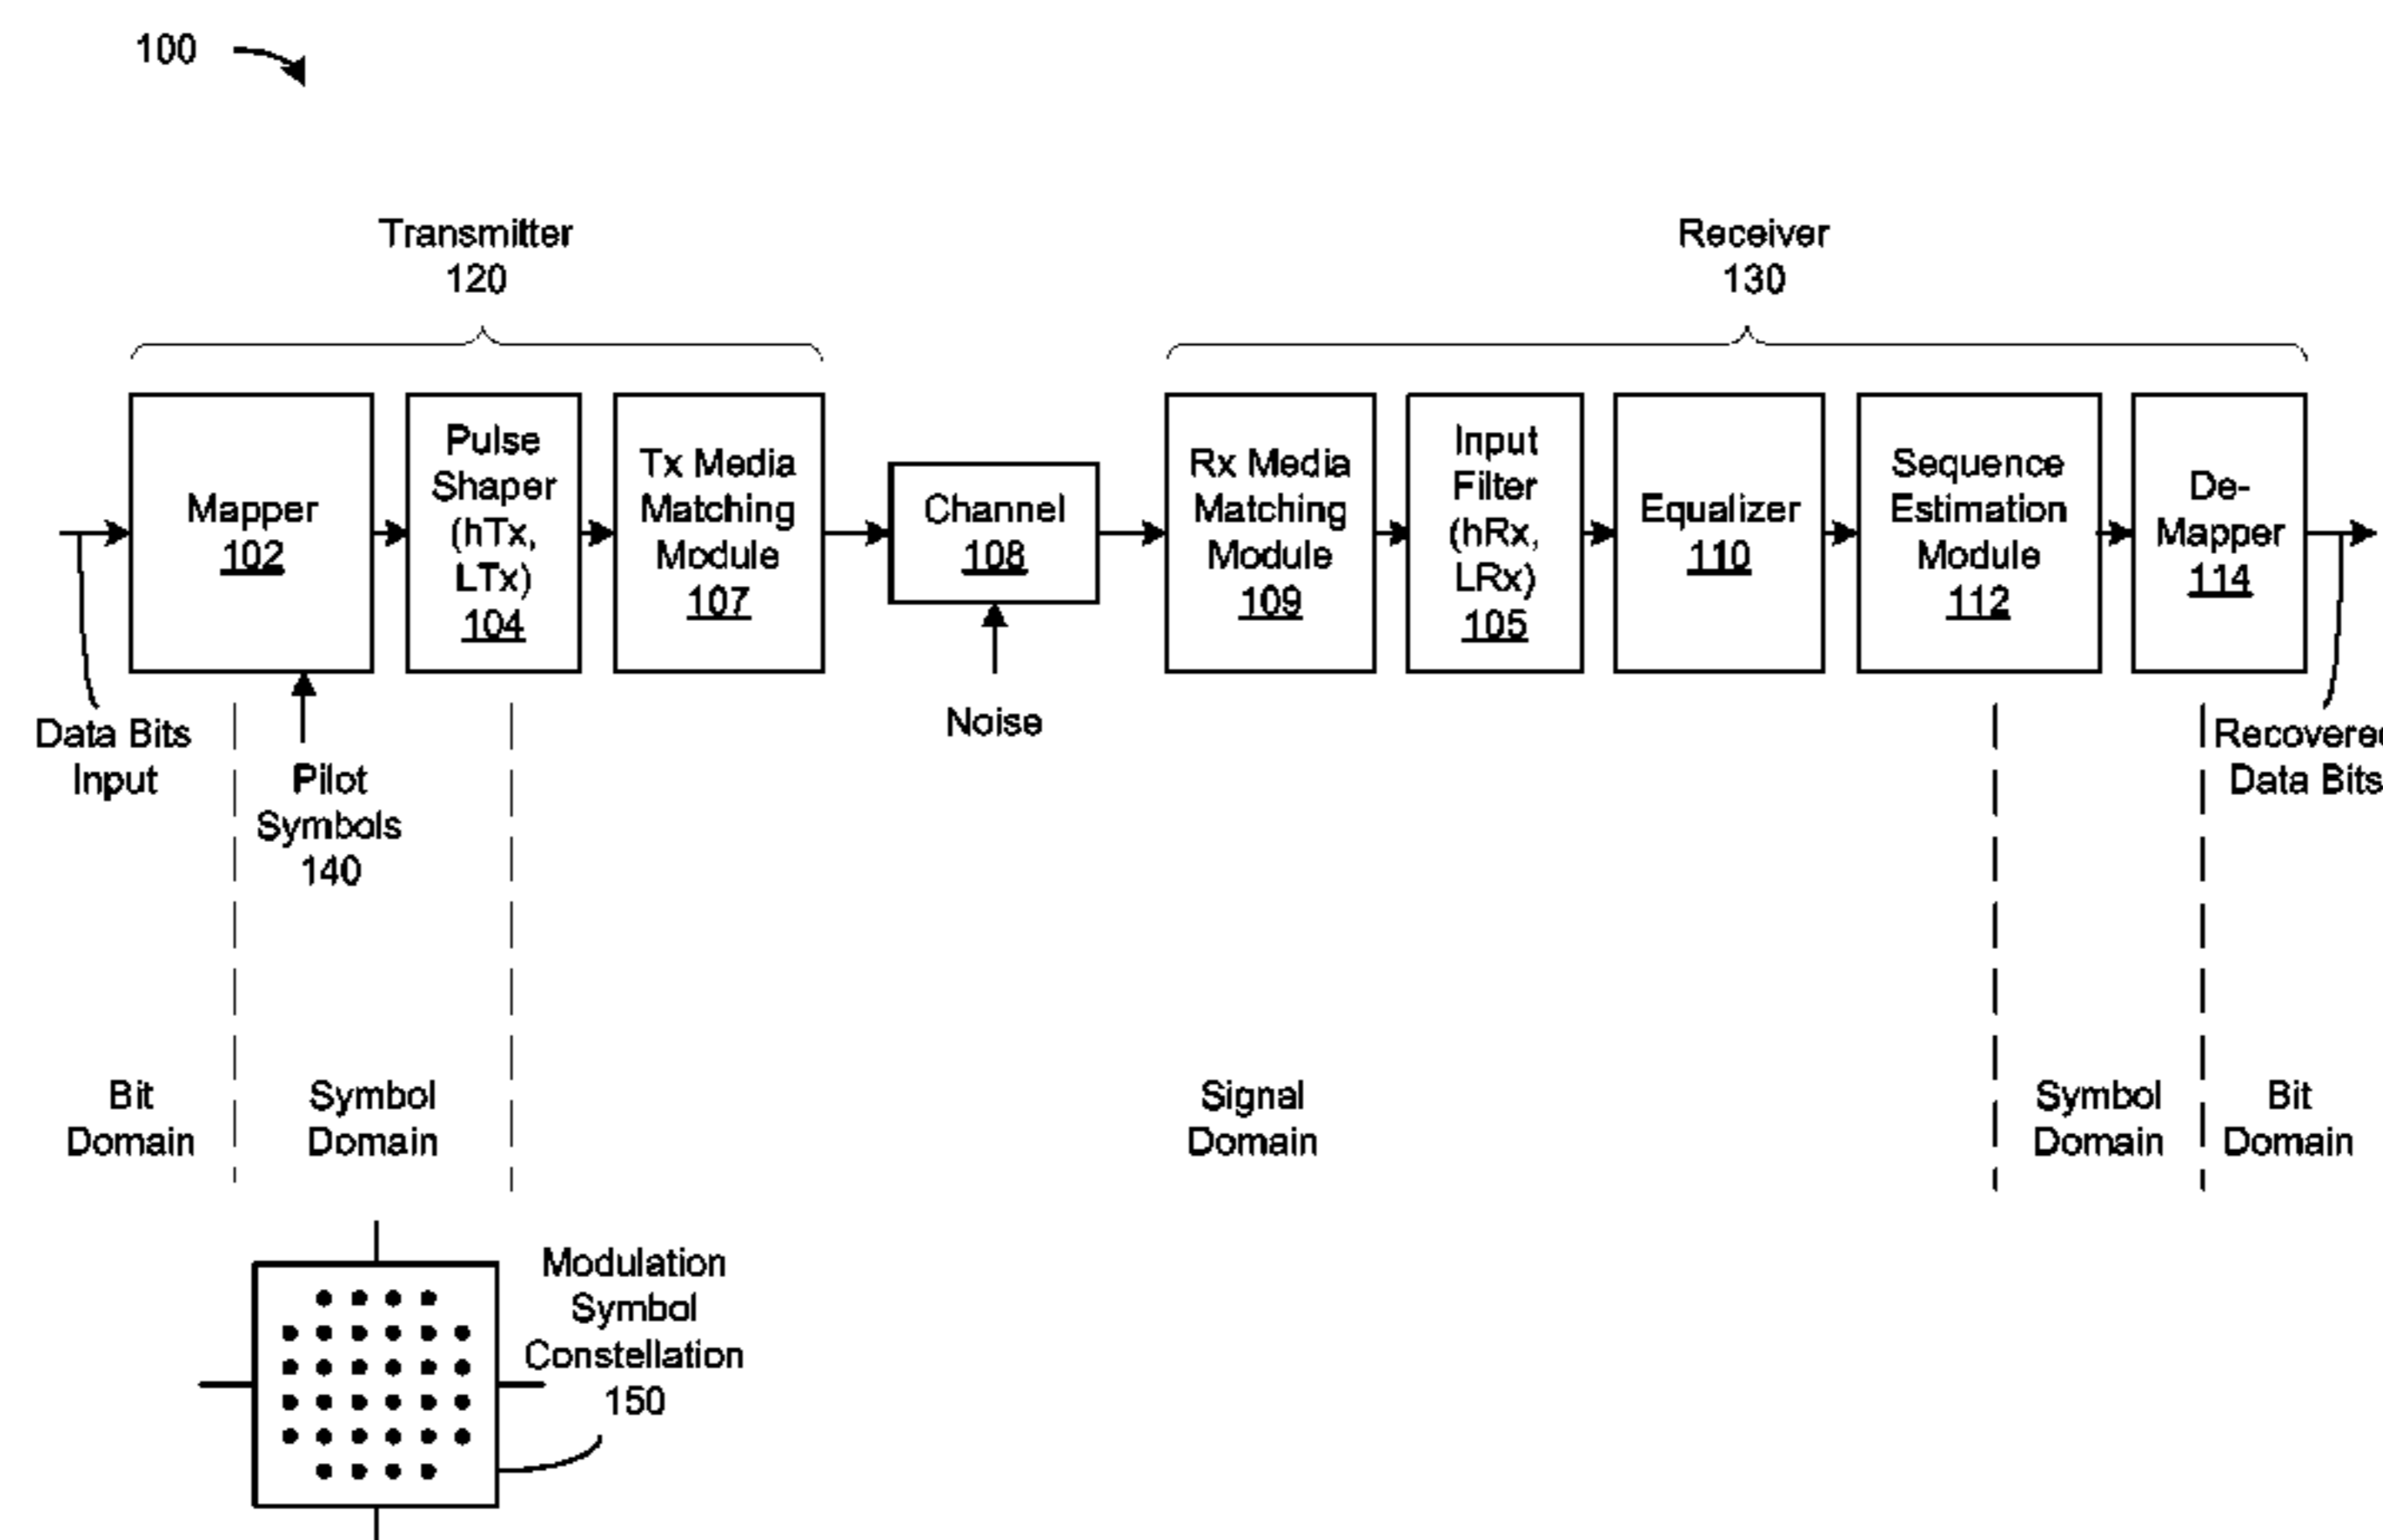 100
Transmitter
120
Receiver
130
Mapper
102
Pulse
Shaper
(hTx,
LTx)
104
Tx Media
Matching
Module
107
Channel
108
Rx Media
Matching
Module
109
Input
Filter
(hRx,
LRx)
105
Equalizer
110
Sequence
Estimation
Module
112
De-
Mapper
114
Data Bits
Input
Pilot
Symbols
140
Noise
Recovered
Data Bits
Bit
Domain
Symbol
Domain
Signal
Domain
Symbol
Domain
Bit
Domain
Modulation
Symbol
Constellation
150